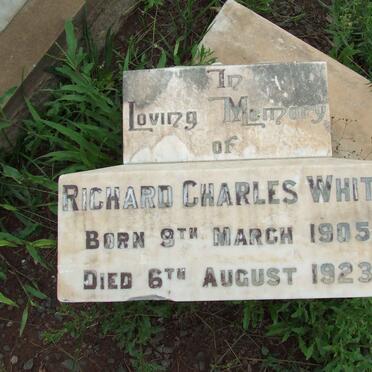 In
Loving Memory
of
RICHARD CHARLES WHIT
BORN 9TH MARCH 1905
DIED 6TH AUGUST 1923